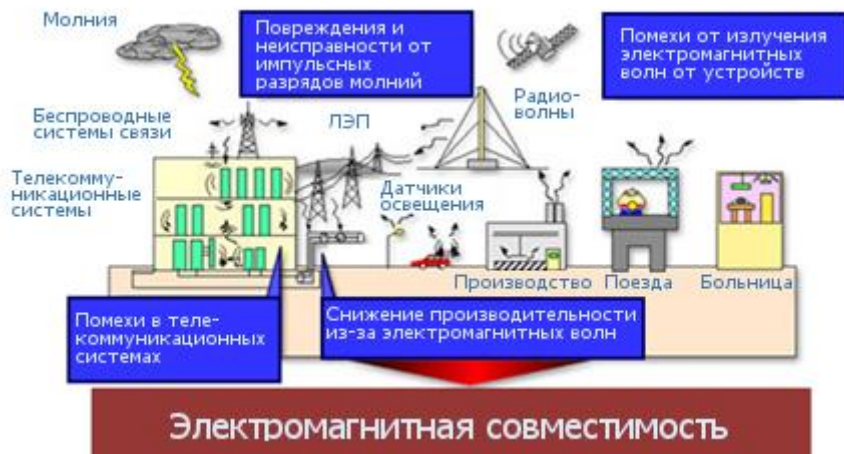 Молния
Повреждения и
неисправности от
импульсных
разрядов молний
Помехи от излучения
электромагнитных
волн от устройств
Беспроводные
системы связи
ЛЭП
Радио-
волны
Телекомму-
никационные
системы
Датчики
освещения
Производство
Поезда
Больница
Помехи в теле-
коммуникационных
системах
Снижение производительности
из-за электромагнитных волн
Электромагнитная совместимость